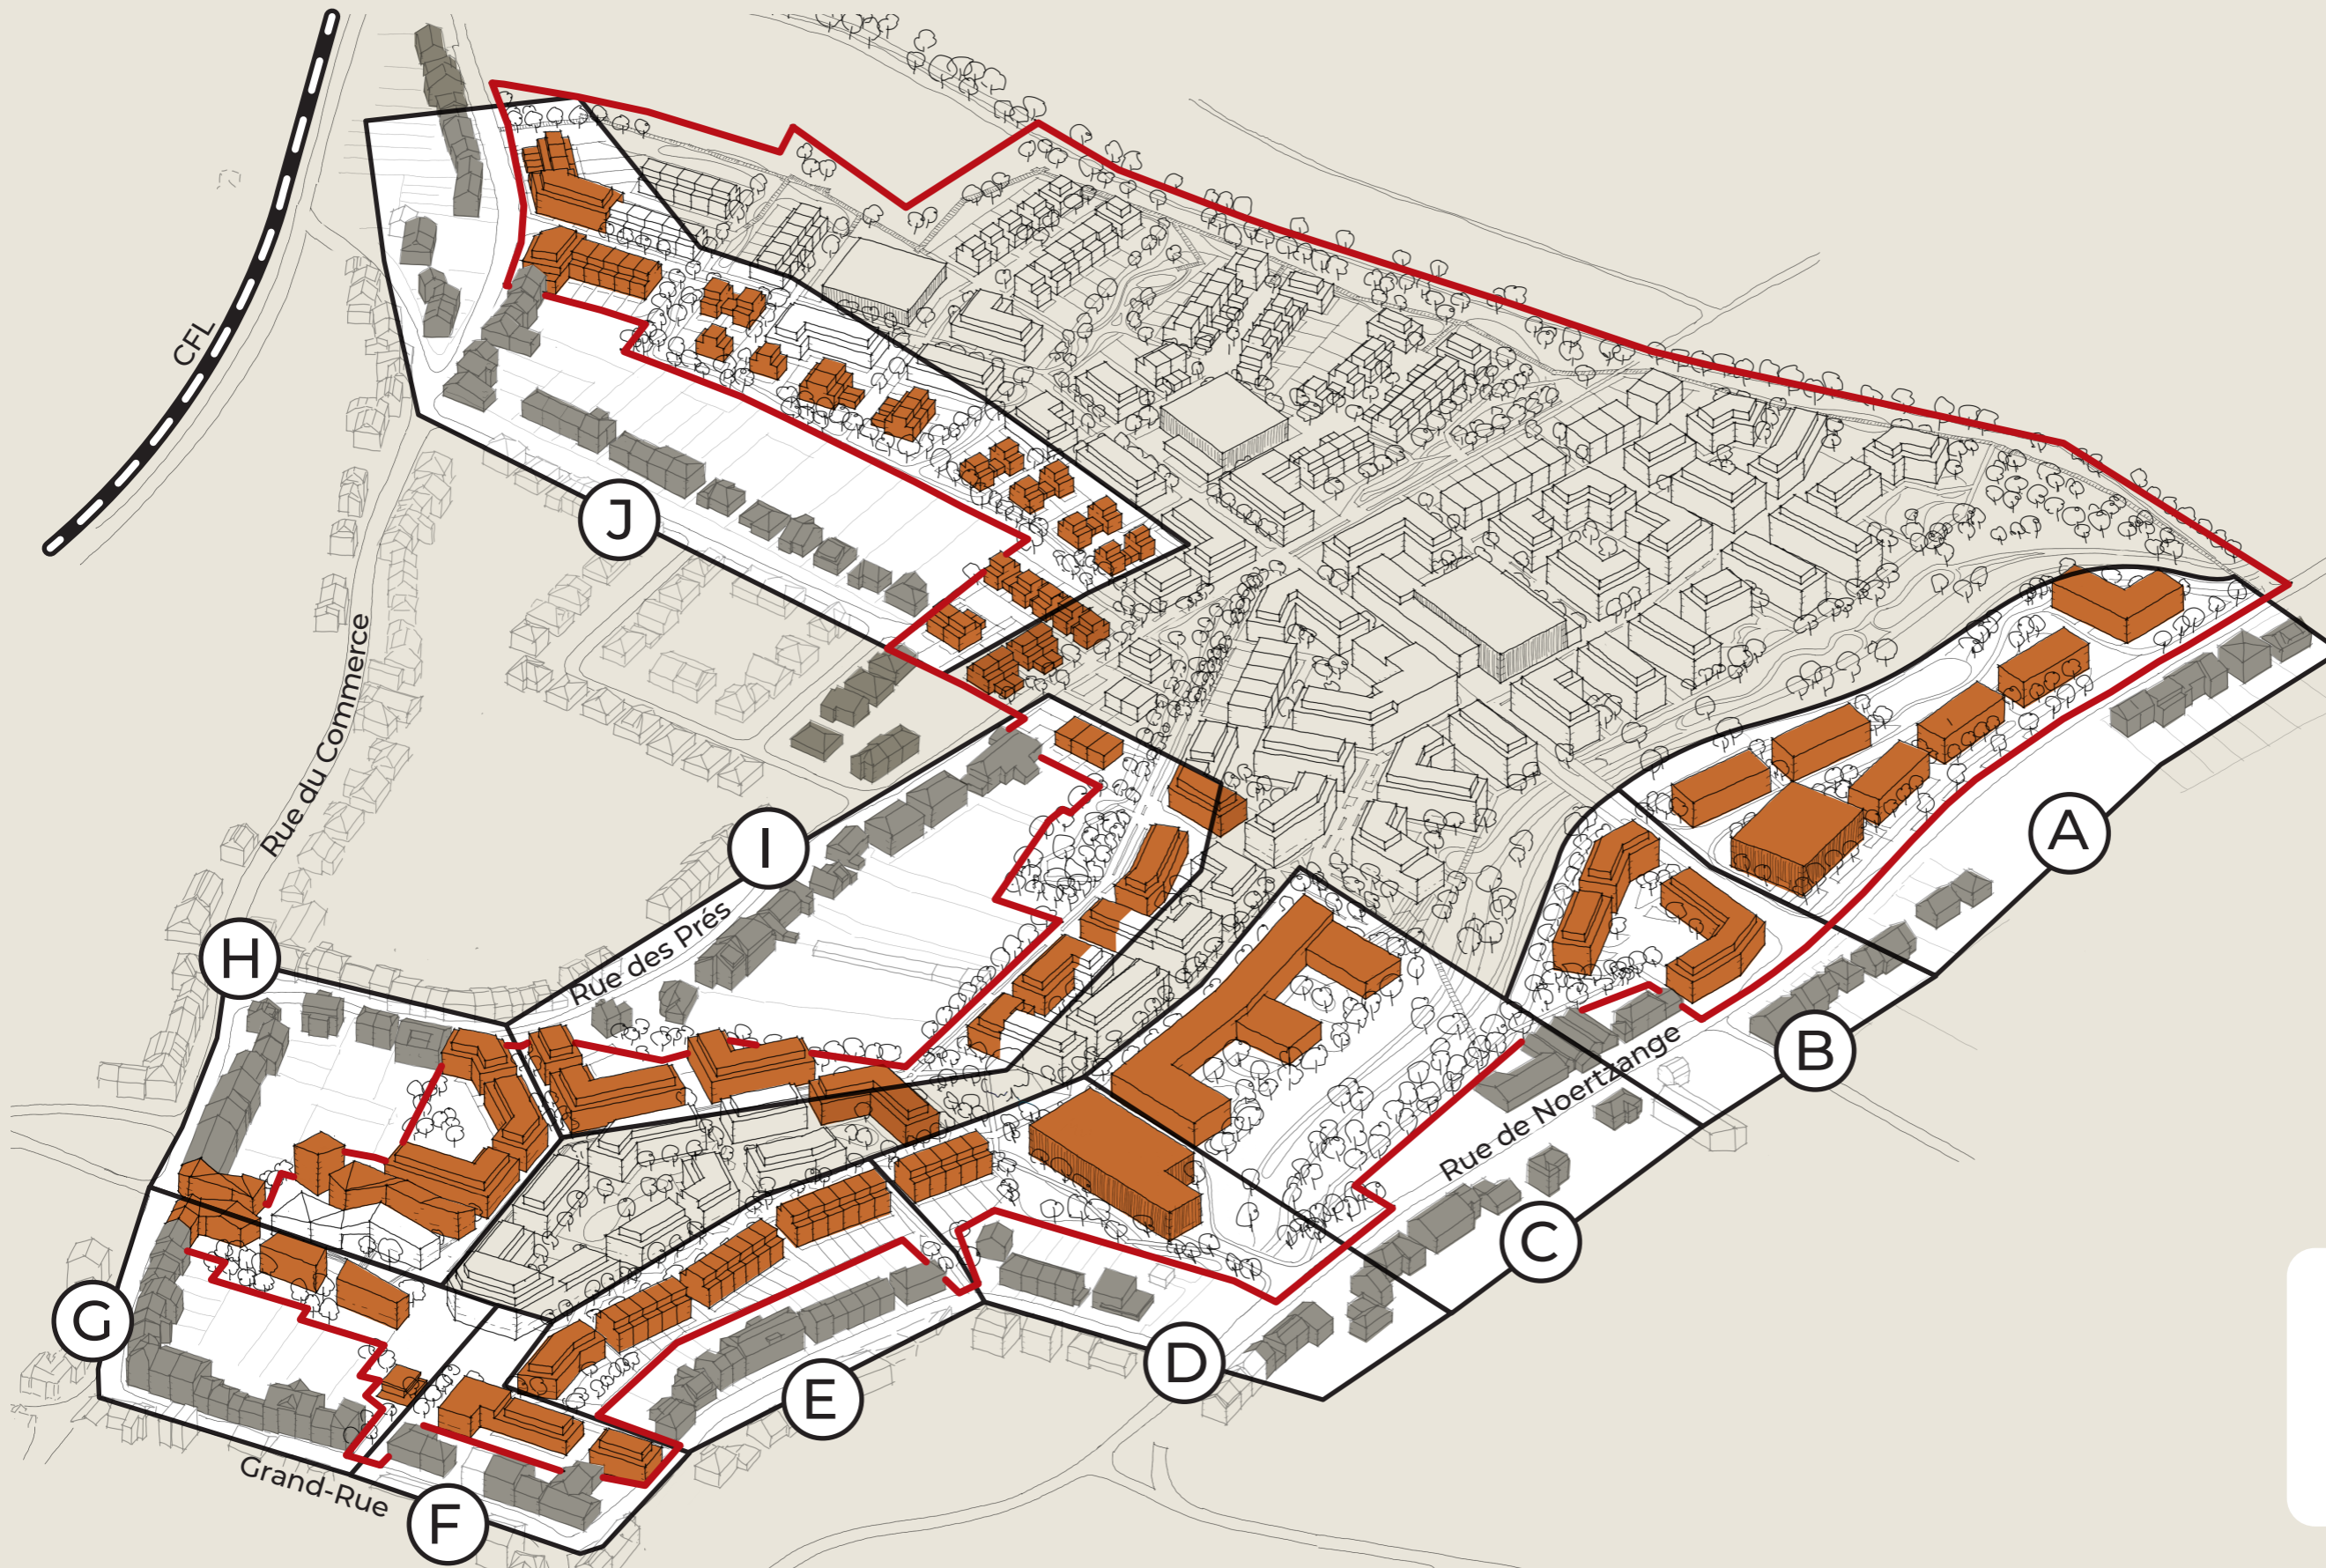 CFL
J
Rue du Commerce
A
I
Rue des Prés
H
B
Rue de Noertzange
C
G
D
E
Grand-Rue
F